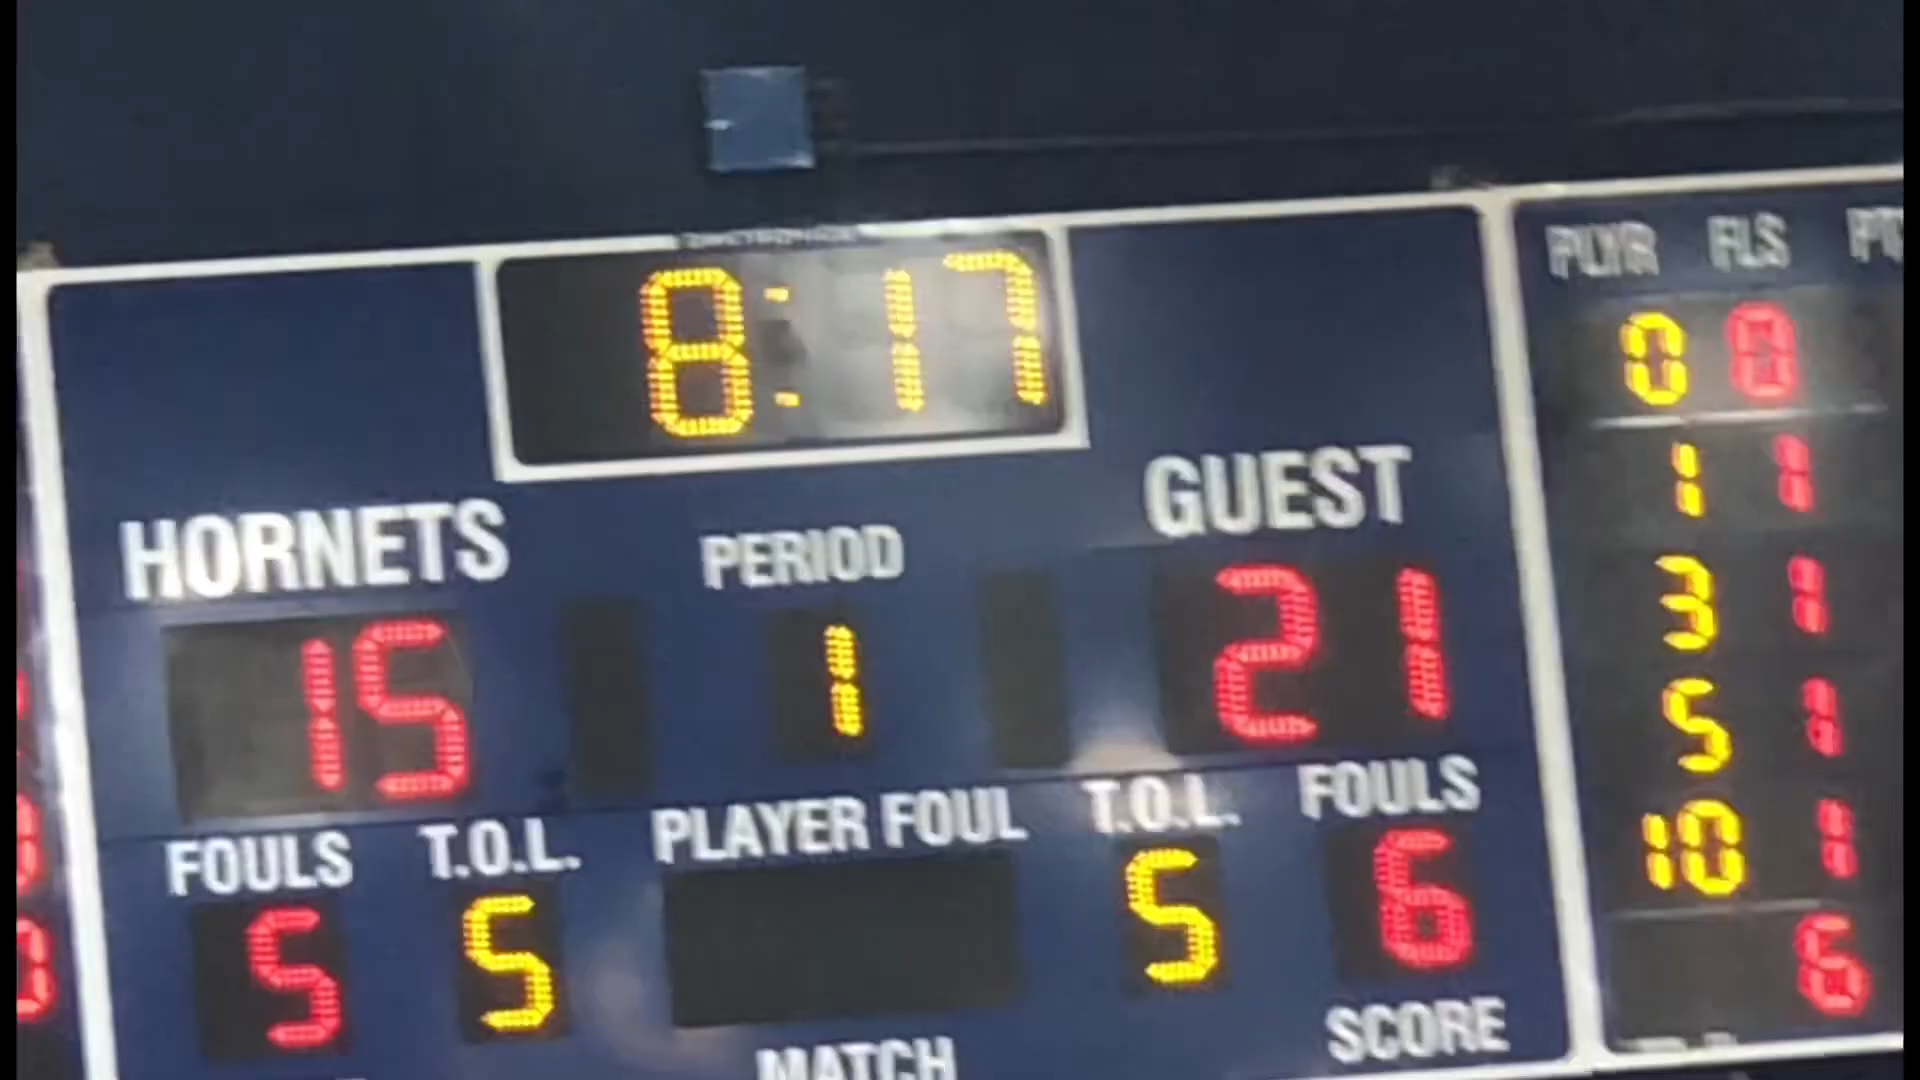 PLYR FLS
8:17
0 0
HORNETS PERIOD GUEST
1 1
15 1 21
3 1
5 1
FOULS T.O.L. PLAYER FOUL T.O.L. FOULS
10 1
5 5 5 6
6
MATCH SCORE